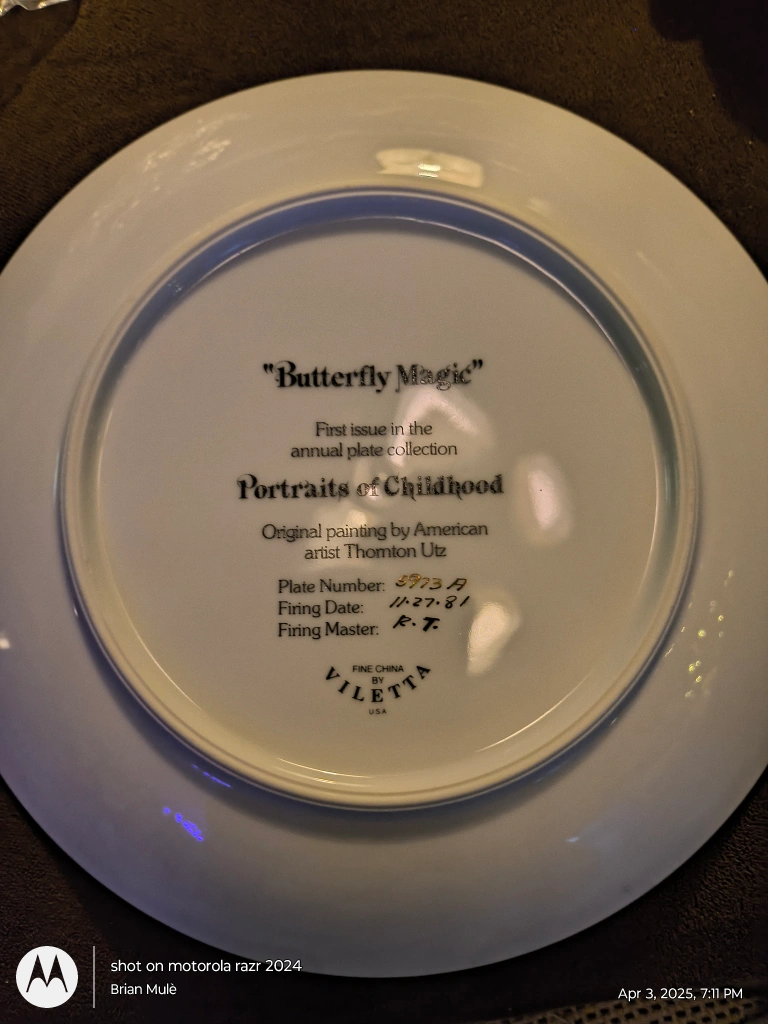 "Butterfly Magic"
First issue in the
annual plate collection
Portraits of Childhood
Original painting by American
artist Thornton Utz
Plate Number: 5973 A
Firing Date: 11·27·81
Firing Master: R.T.
FINE CHINA
BY
VILETTA
USA
shot on motorola razr 2024
Brian Mulè
Apr 3, 2025, 7:11 PM